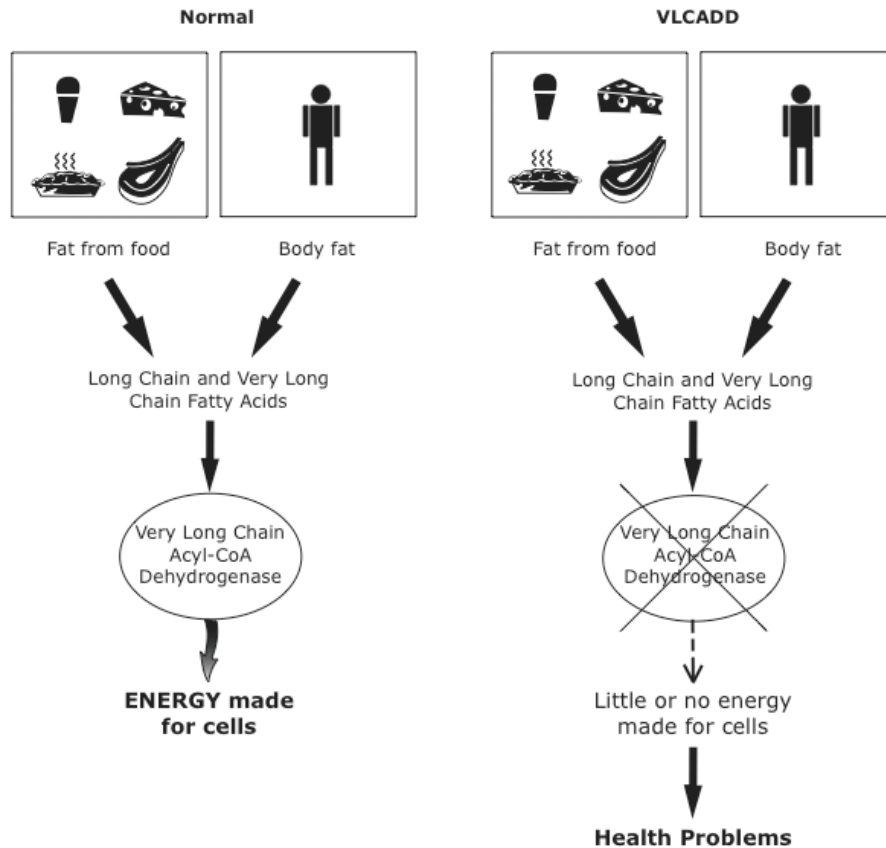 Normal
Fat from food
Body fat
Long Chain and Very Long
Chain Fatty Acids
Very Long Chain
Acyl-CoA
Dehydrogenase
ENERGY made
for cells
VLCADD
Fat from food
Body fat
Long Chain and Very Long
Chain Fatty Acids
Very Long Chain
Acyl-CoA
Dehydrogenase
Little or no energy
made for cells
Health Problems